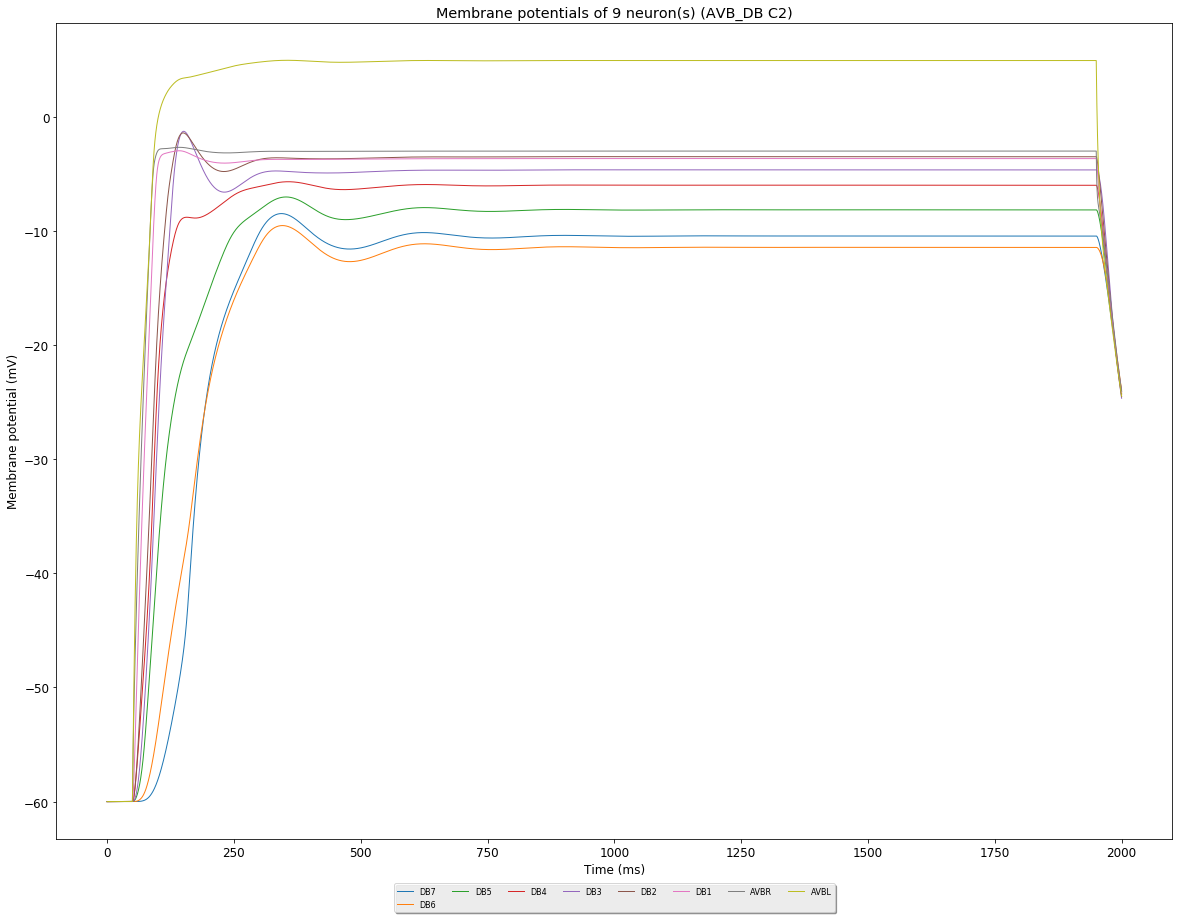 Membrane potentials of 9 neuron(s) (AVB_DB C2)
0
−10
−20
−30
−40
−50
−60
Membrane potential (mV)
0 250 500 750 1000 1250 1500 1750 2000
Time (ms)
DB7 DB5 DB4 DB3 DB2 DB1 AVBR AVBL
DB6